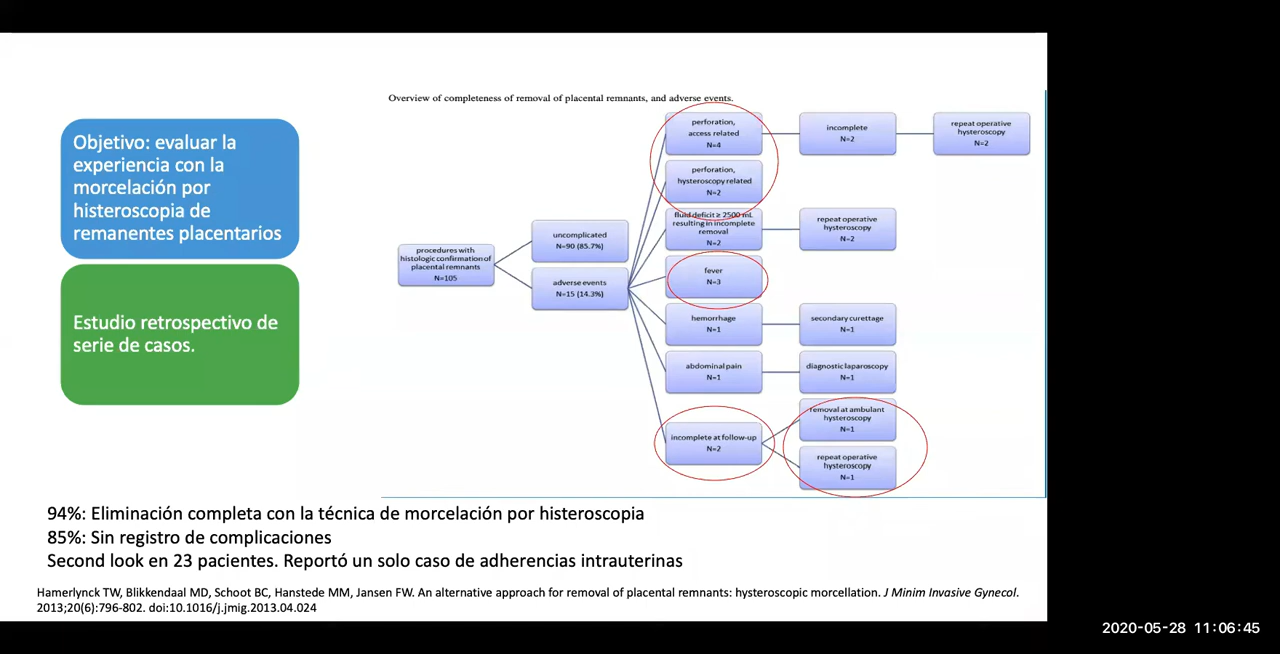 Overview of completeness of removal of placental remnants, and adverse events.
Objetivo: evaluar la
experiencia con la
morcelación por
histeroscopia de
remanentes placentarios
Estudio retrospectivo de
serie de casos.
procedures with
histologic confirmation of
placental remnants
N=105
uncomplicated
N=90 (85.7%)
adverse events
N=15 (14.3%)
perforation,
access related
N=4
incomplete
N=2
repeat operative
hysteroscopy
N=2
perforation,
hysteroscopy related
N=2
fluid deficit ≥ 2500 mL
resulting in incomplete
removal
N=2
repeat operative
hysteroscopy
N=2
fever
N=3
hemorrhage
N=1
secondary curettage
N=1
abdominal pain
N=1
diagnostic laparoscopy
N=1
incomplete at follow-up
N=2
removal at ambulant
hysteroscopy
N=1
repeat operative
hysteroscopy
N=1
94%: Eliminación completa con la técnica de morcelación por histeroscopia
85%: Sin registro de complicaciones
Second look en 23 pacientes. Reportó un solo caso de adherencias intrauterinas
Hamerlynck TW, Blikkendaal MD, Schoot BC, Hanstede MM, Jansen FW. An alternative approach for removal of placental remnants: hysteroscopic morcellation. J Minim Invasive Gynecol.
2013;20(6):796-802. doi:10.1016/j.jmig.2013.04.024
2020-05-28 11:06:45